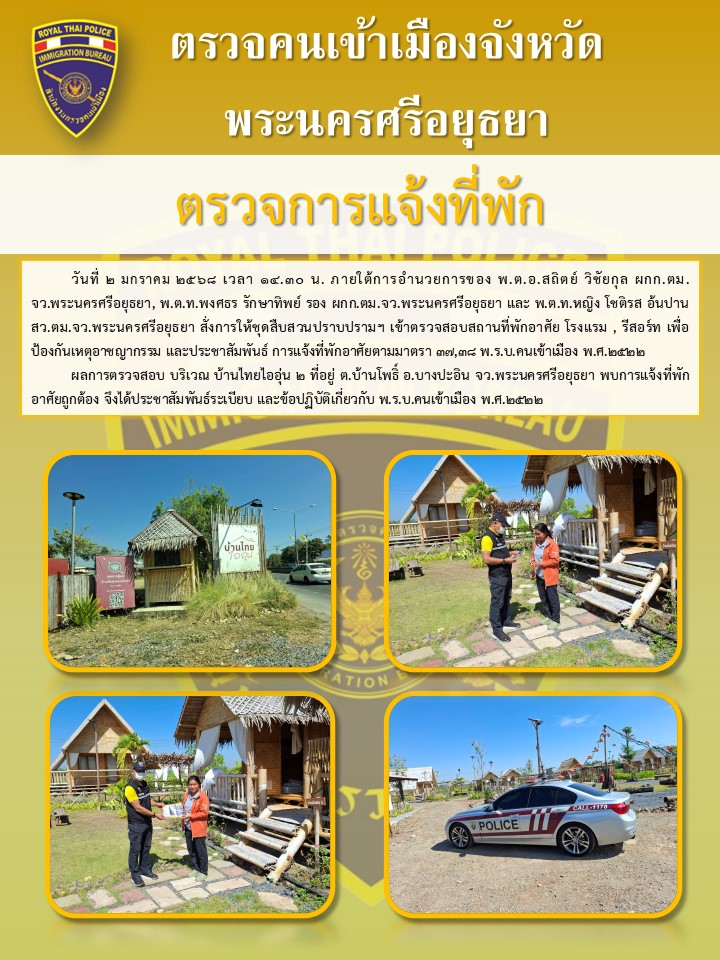 ROYAL THAI POLICE
IMMIGRATION BUREAU
สำนักงานตรวจคนเข้าเมือง
ตรวจคนเข้าเมืองจังหวัด
พระนครศรีอยุธยา
ตรวจการแจ้งที่พัก
วันที่ ๒ มกราคม ๒๕๖๘ เวลา ๑๔.๓๐ น. ภายใต้การอำนวยการของ พ.ต.อ.สถิตย์ วิชัยกุล ผกก.ตม.
จว.พระนครศรีอยุธยา, พ.ต.ท.พงศธร รักษาทิพย์ รอง ผกก.ตม.จว.พระนครศรีอยุธยา และ พ.ต.ท.หญิง โชติรส อ้นปาน
สว.ตม.จว.พระนครศรีอยุธยา สั่งการให้ชุดสืบสวนปราบปรามฯ เข้าตรวจสอบสถานที่พักอาศัย โรงแรม , รีสอร์ท เพื่อ
ป้องกันเหตุอาชญากรรม และประชาสัมพันธ์ การแจ้งที่พักอาศัยตามมาตรา ๓๗,๓๘ พ.ร.บ.คนเข้าเมือง พ.ศ.๒๕๒๒
ผลการตรวจสอบ บริเวณ บ้านไทยไออุ่น ๒ ที่อยู่ ต.บ้านโพธิ์ อ.บางปะอิน จว.พระนครศรีอยุธยา พบการแจ้งที่พัก
อาศัยถูกต้อง จึงได้ประชาสัมพันธ์ระเบียบ และข้อปฏิบัติเกี่ยวกับ พ.ร.บ.คนเข้าเมือง พ.ศ.๒๕๒๒
บ้านไทย
ไออุ่น
POLICE
CALL 1178